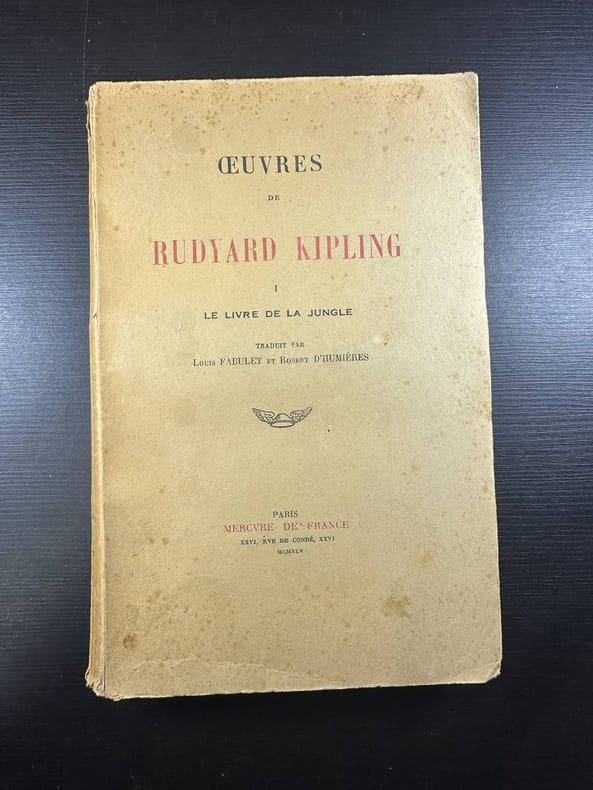 ŒUVRES
DE
RUDYARD KIPLING
I
LE LIVRE DE LA JUNGLE
TRADUIT PAR
LOUIS FABULET ET ROBERT D'HUMIÈRES
PARIS
MERCVRE DE FRANCE
XXVI, RVE DE CONDÉ, XXVI
MCMXLV